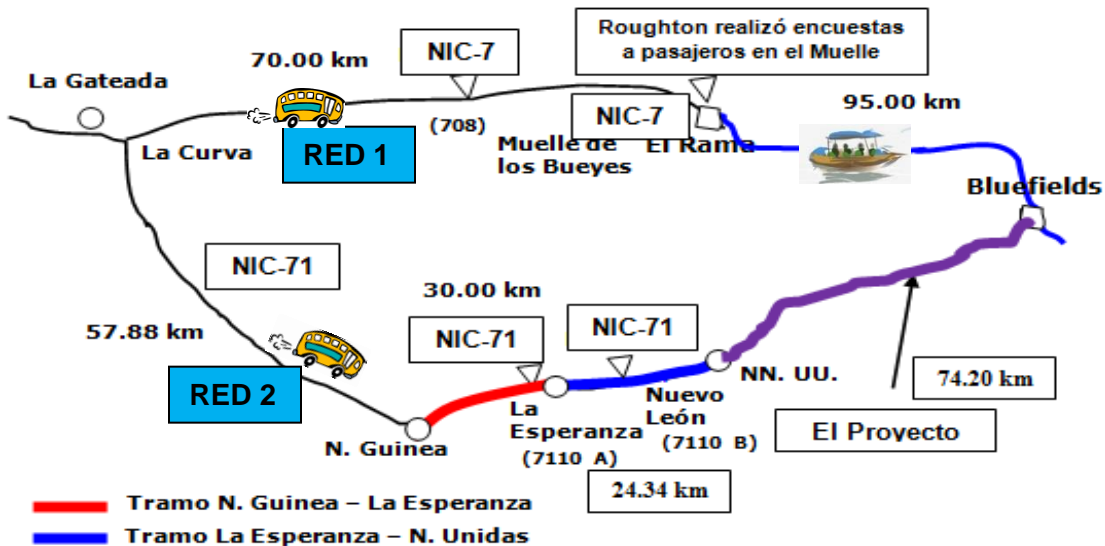 Roughton realizó encuestas
a pasajeros en el Muelle
NIC-7
70.00 km
La Gateada
95.00 km
NIC-7
(708)
La Curva
RED 1
Muelle de
los Bueyes
El Rama
Bluefields
NIC-71
30.00 km
57.88 km
NIC-71
NIC-71
NN. UU.
74.20 km
RED 2
La
Esperanza
(7110 A)
Nuevo
León
(7110 B)
El Proyecto
N. Guinea
24.34 km
Tramo N. Guinea – La Esperanza
Tramo La Esperanza – N. Unidas